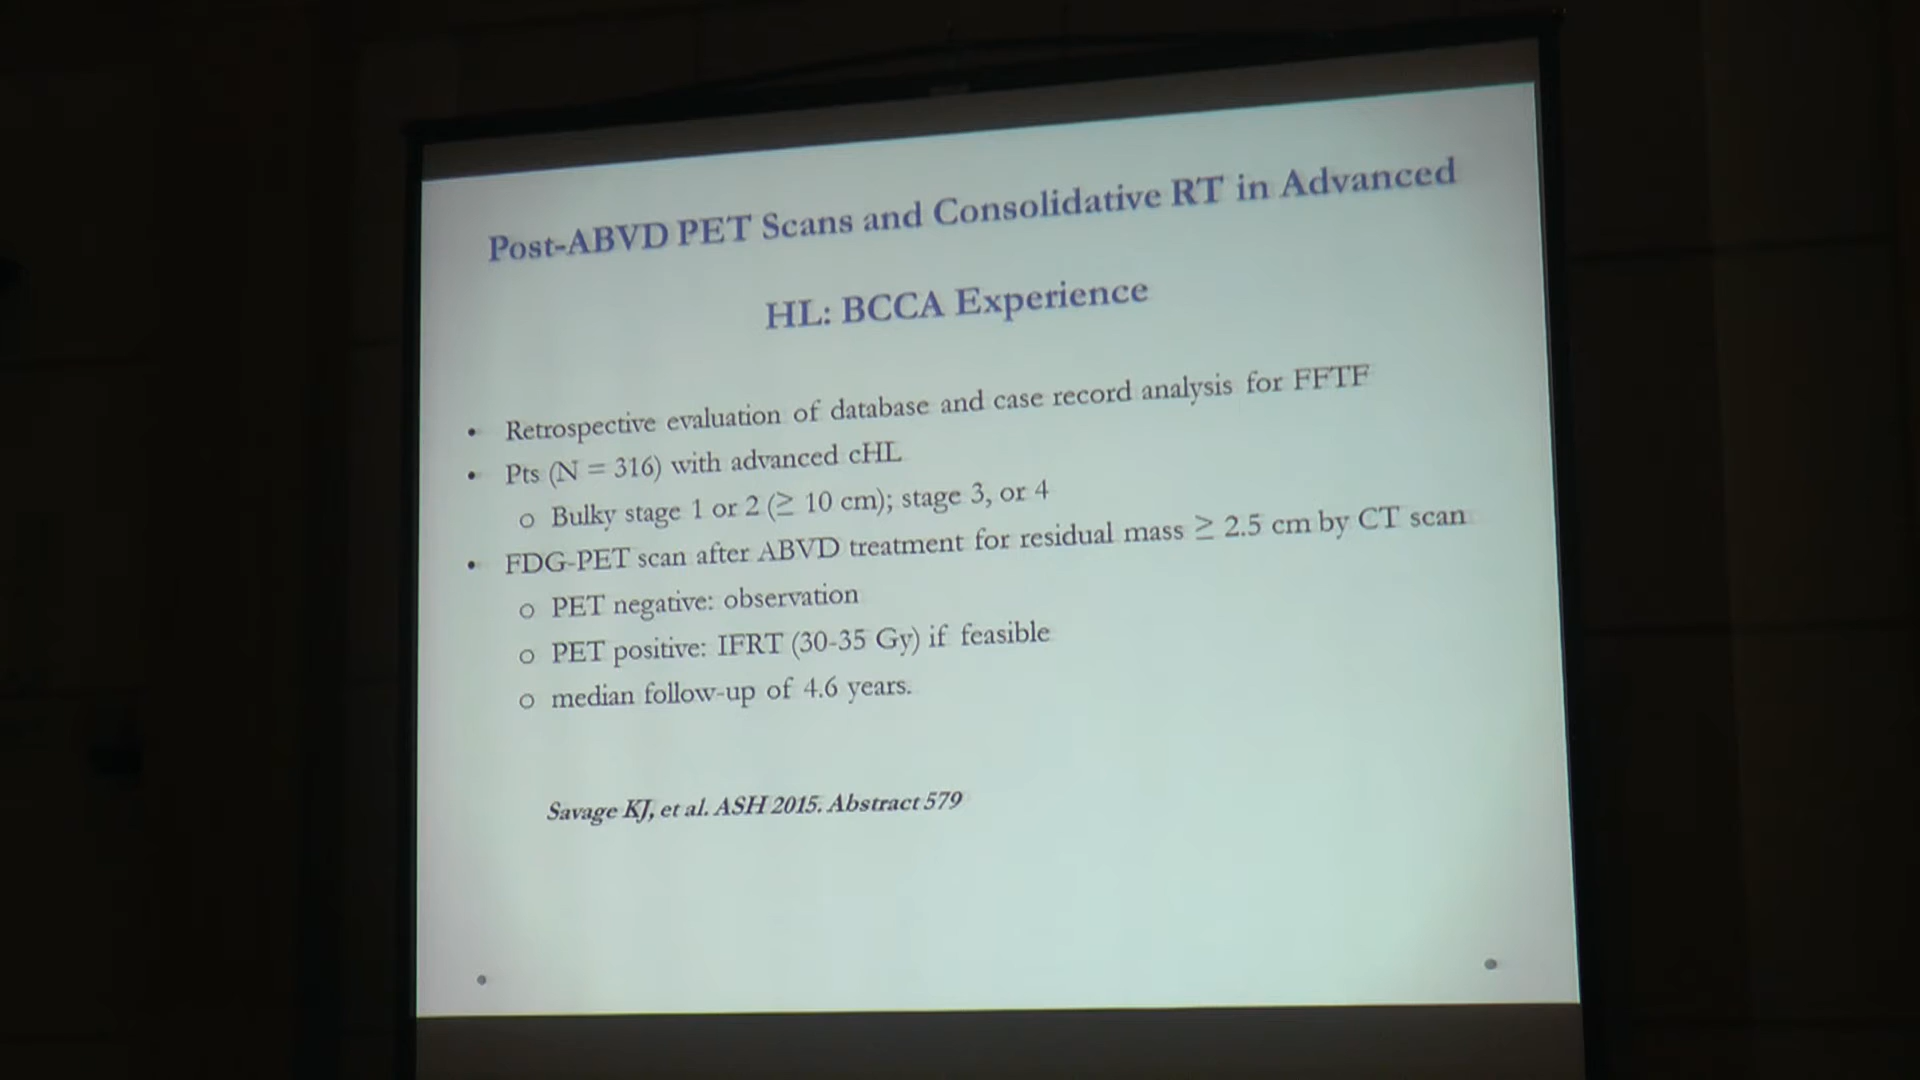 Post-ABVD PET Scans and Consolidative RT in Advanced
HL: BCCA Experience
• Retrospective evaluation of database and case record analysis for FFTF
• Pts (N = 316) with advanced cHL
o Bulky stage 1 or 2 (≥ 10 cm); stage 3, or 4
• FDG-PET scan after ABVD treatment for residual mass ≥ 2.5 cm by CT scan
o PET negative: observation
o PET positive: IFRT (30-35 Gy) if feasible
o median follow-up of 4.6 years.
Savage KJ, et al. ASH 2015. Abstract 579